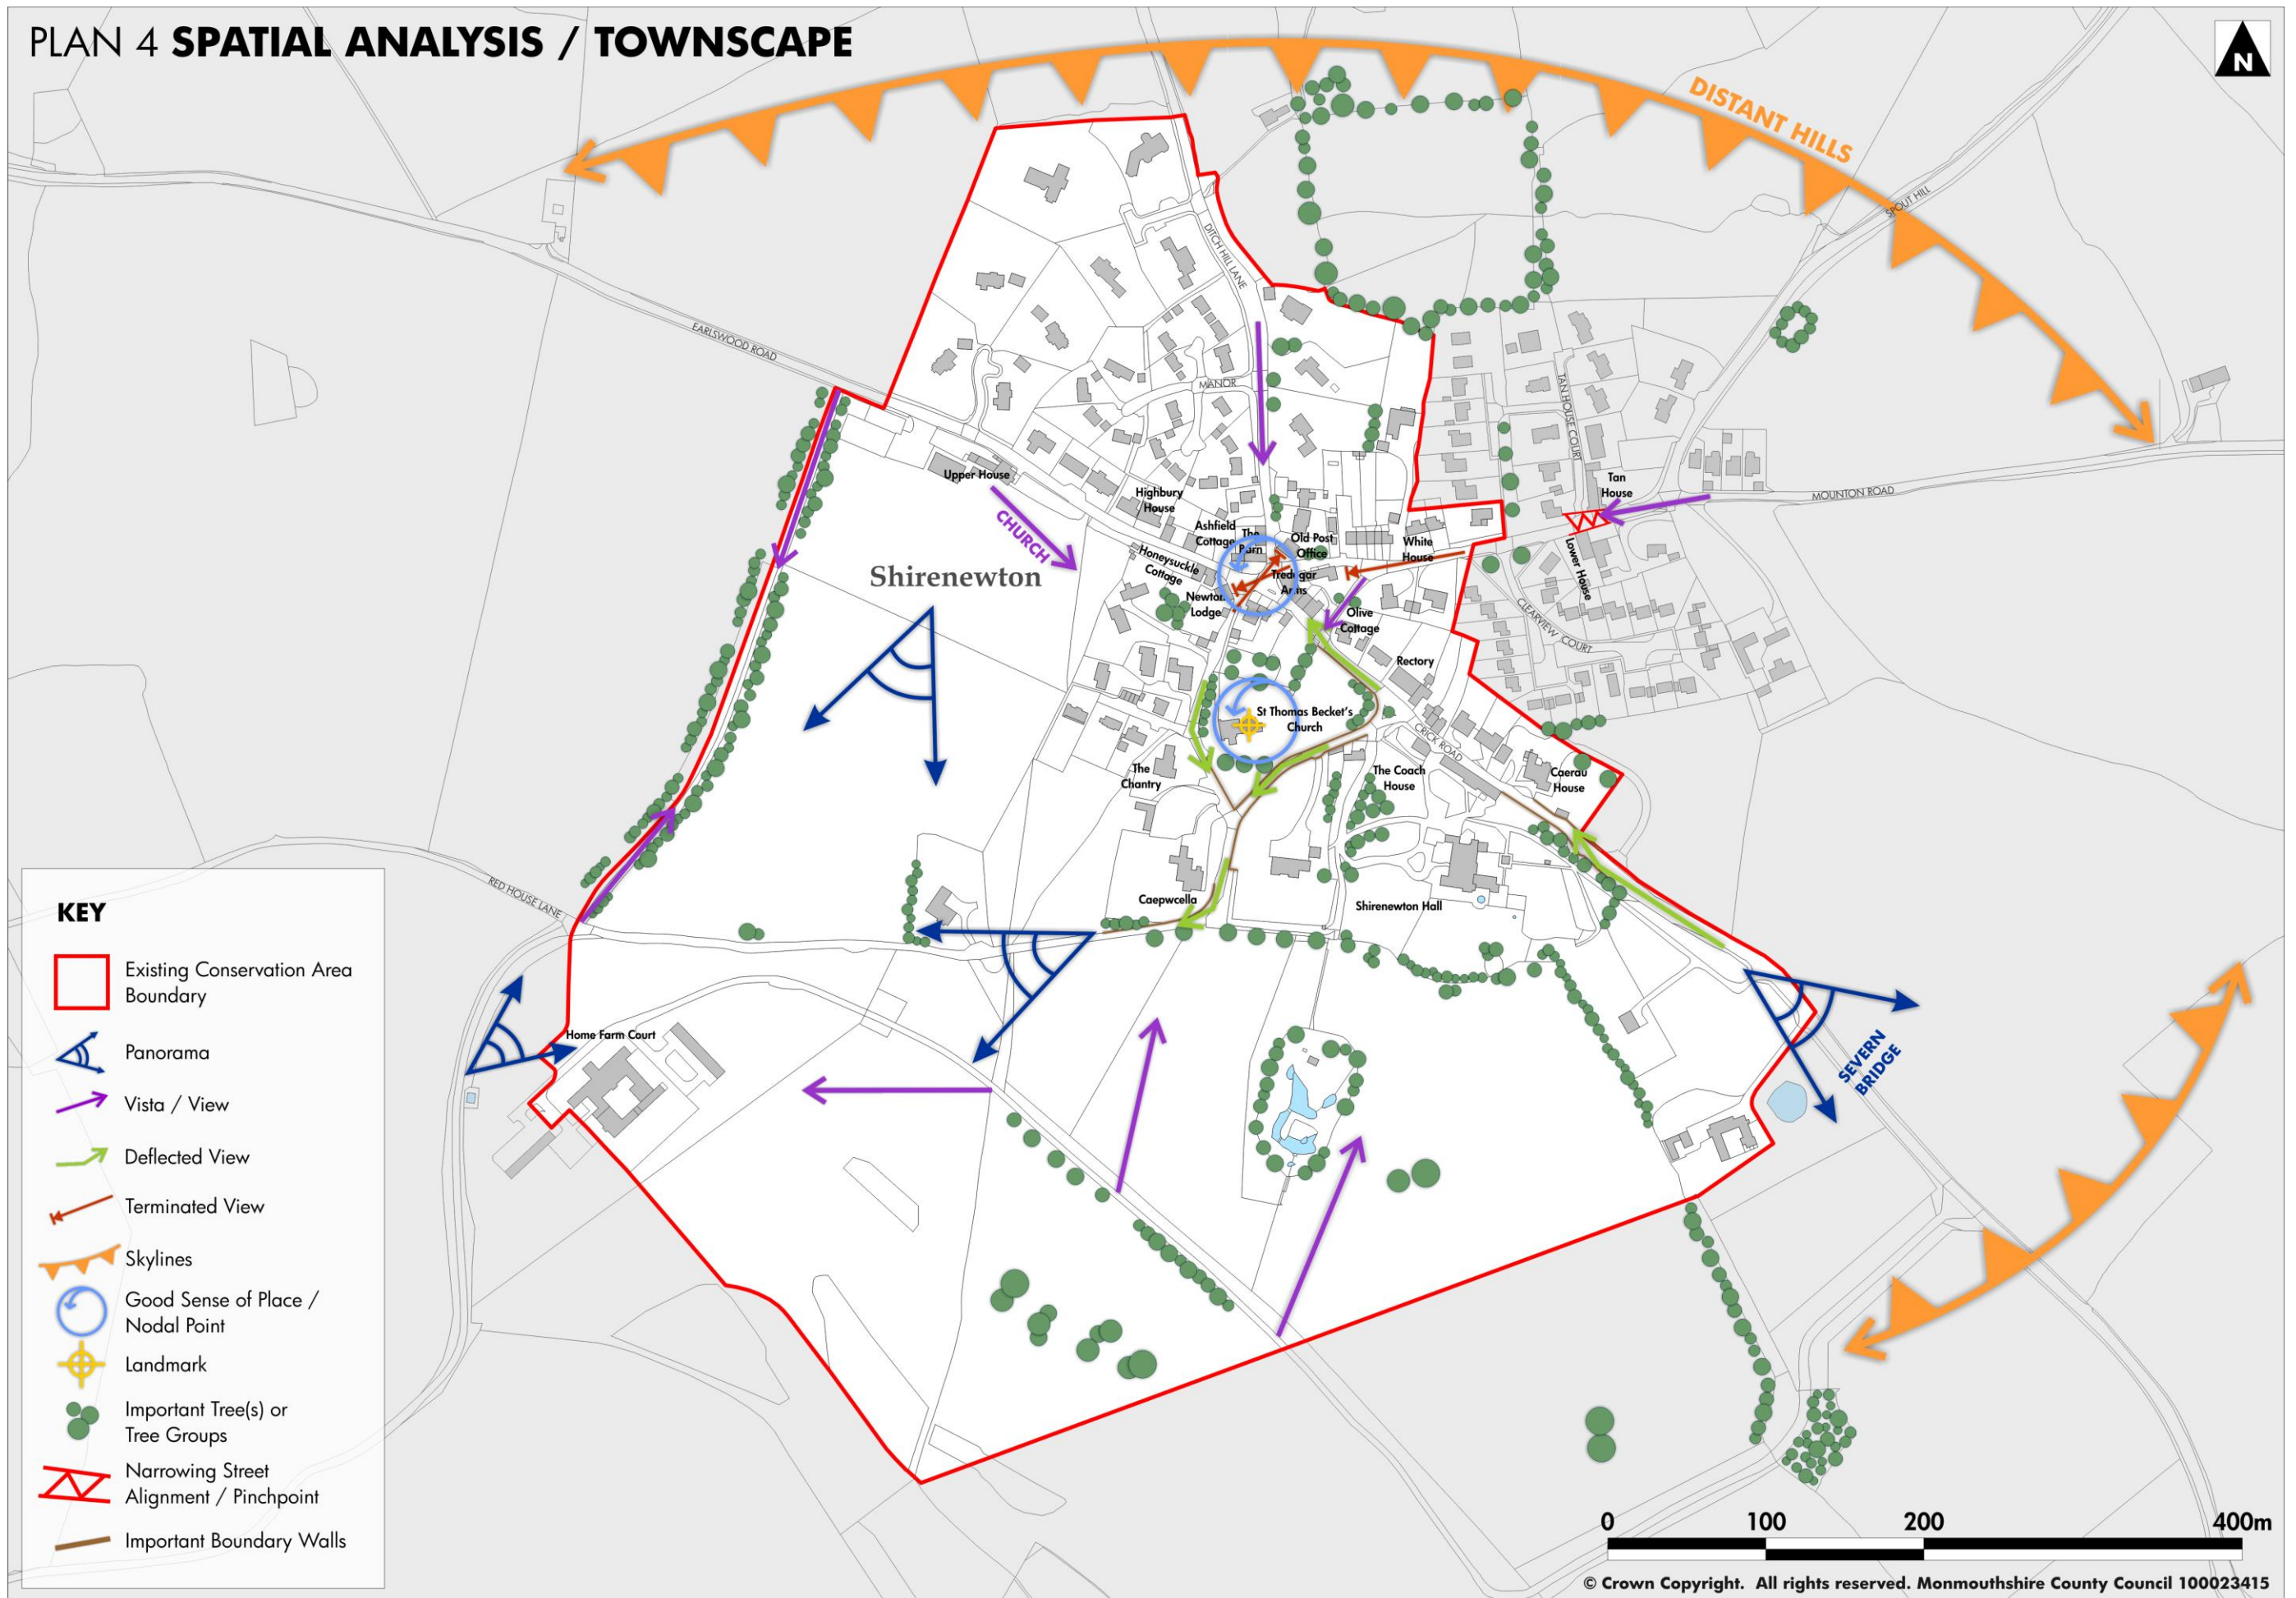 PLAN 4 SPATIAL ANALYSIS / TOWNSCAPE
N
DISTANT HILLS
SPOUT HILL
DITCH HILL LANE
EARLSWOOD ROAD
MANOR
TAN HOUSE COURT
Upper House
Tan
House
MOUNTON ROAD
Highbury
House
CHURCH
Ashfield
Cottage
The
Barn
Old Post
Office
White
House
Lower House
Honeysuckle
Cottage
Shirenewton
Tredegar
Arms
Newton
Lodge
Olive
Cottage
CLEARVIEW COURT
Rectory
St Thomas Becket's
Church
CRICK ROAD
The
Chantry
The Coach
House
Caerau
House
RED HOUSE LANE
Caepwcella
Shirenewton Hall
Home Farm Court
SEVERN
BRIDGE
KEY
Existing Conservation Area
Boundary
Panorama
Vista / View
Deflected View
Terminated View
Skylines
Good Sense of Place /
Nodal Point
Landmark
Important Tree(s) or
Tree Groups
Narrowing Street
Alignment / Pinchpoint
Important Boundary Walls
0 100 200 400m
© Crown Copyright. All rights reserved. Monmouthshire County Council 100023415